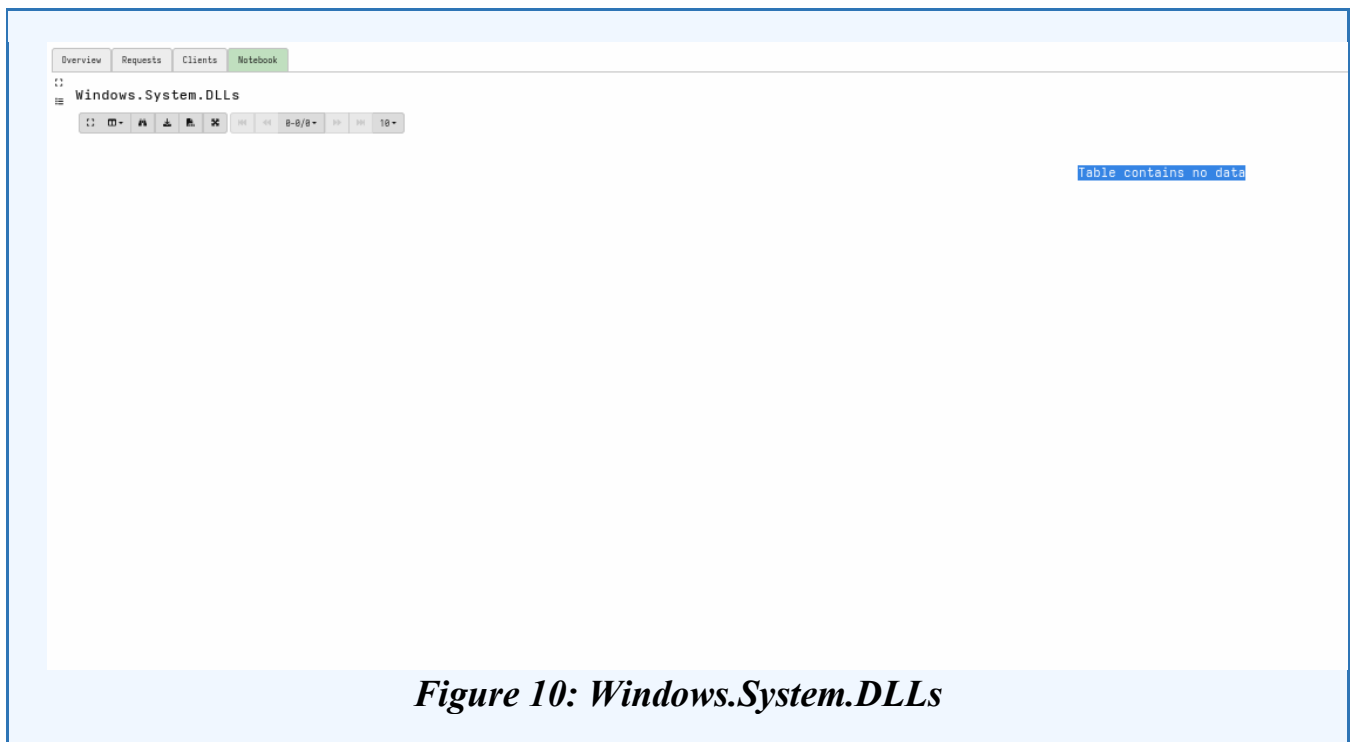 Overview Requests Clients Notebook
Windows.System.DLLs
0-0/0 10
Table contains no data
Figure 10: Windows.System.DLLs